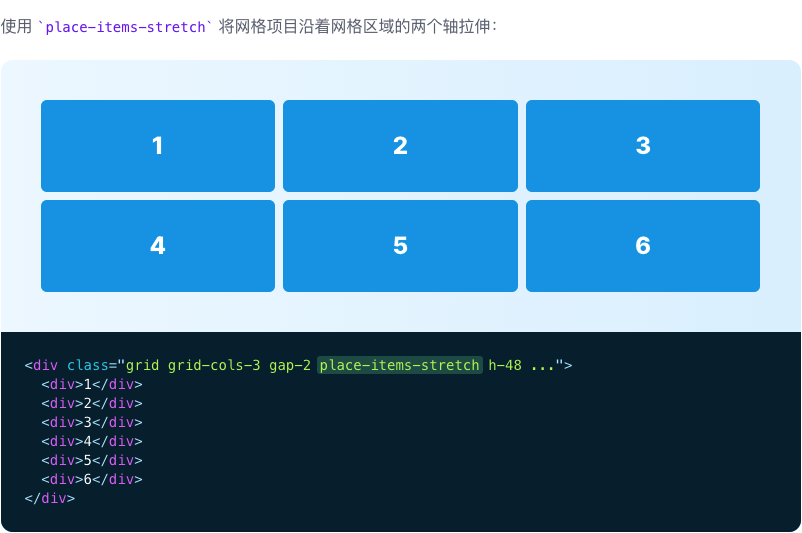 使用 `place-items-stretch` 将网格项目沿着网格区域的两个轴拉伸：
1
2
3
4
5
6
<div class="grid grid-cols-3 gap-2 place-items-stretch h-48 ...">
  <div>1</div>
  <div>2</div>
  <div>3</div>
  <div>4</div>
  <div>5</div>
  <div>6</div>
</div>